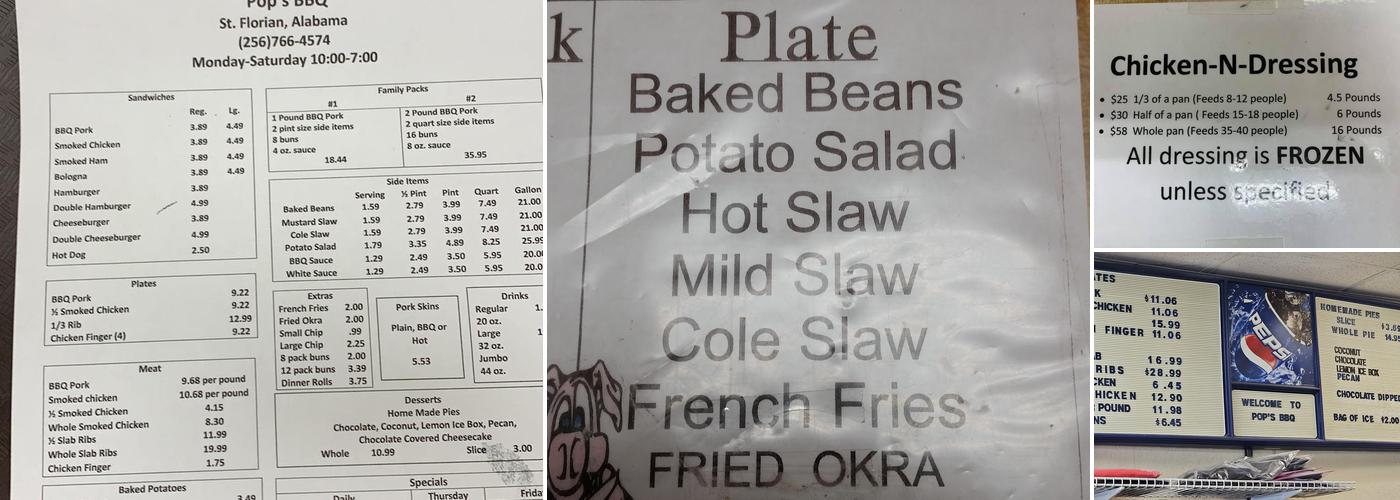 Pop's BBQ
St. Florian, Alabama
(256)766-4574
Monday-Saturday 10:00-7:00
Sandwiches
Reg. Lg.
BBQ Pork 3.89 4.49
Smoked Chicken 3.89 4.49
Smoked Ham 3.89 4.49
Bologna 3.89 4.49
Hamburger 3.89
Double Hamburger 4.99
Cheeseburger 3.89
Double Cheeseburger 4.99
Hot Dog 2.50
Plates
BBQ Pork 9.22
½ Smoked Chicken 9.22
1/3 Rib 12.99
Chicken Finger (4) 9.22
Meat
BBQ Pork 9.68 per pound
Smoked chicken 10.68 per pound
½ Smoked Chicken 4.15
Whole Smoked Chicken 8.30
½ Slab Ribs 11.99
Whole Slab Ribs 19.99
Chicken Finger 1.75
Baked Potatoes
3.49
Family Packs
#1 #2
1 Pound BBQ Pork 2 Pound BBQ Pork
2 pint size side items 2 quart size side items
8 buns 16 buns
4 oz. sauce 8 oz. sauce
18.44 35.95
Side Items
Serving ½ Pint Pint Quart Gallon
Baked Beans 1.59 2.79 3.99 7.49 21.00
Mustard Slaw 1.59 2.79 3.99 7.49 21.00
Cole Slaw 1.59 2.79 3.99 7.49 21.00
Potato Salad 1.79 3.35 4.89 8.25 25.99
BBQ Sauce 1.29 2.49 3.50 5.95 20.0
White Sauce 1.29 2.49 3.50 5.95 20.0
Extras
French Fries 2.00
Fried Okra 2.00
Small Chip .99
Large Chip 2.25
8 pack buns 2.00
12 pack buns 3.39
Dinner Rolls 3.75
Pork Skins
Plain, BBQ or
Hot
5.53
Drinks
Regular 1.
20 oz.
Large 1
32 oz.
Jumbo
44 oz.
Desserts
Home Made Pies
Chocolate, Coconut, Lemon Ice Box, Pecan,
Chocolate Covered Cheesecake
Whole 10.99 Slice 3.00
Specials
Daily Thursday Frida
k
Plate
Baked Beans
Potato Salad
Hot Slaw
Mild Slaw
Cole Slaw
French Fries
FRIED OKRA
Chicken-N-Dressing
• $25 1/3 of a pan (Feeds 8-12 people) 4.5 Pounds
• $30 Half of a pan ( Feeds 15-18 people) 6 Pounds
• $58 Whole pan (Feeds 35-40 people) 16 Pounds
All dressing is FROZEN
unless specified
ATES
K $11.06
CHICKEN 11.06
15.99
FINGER 11.06
AB 16.99
RIBS $28.99
CKEN 6.45
HICKEN 12.90
POUND 11.98
NS $6.45
PEPSI
WELCOME TO
POP'S BBQ
HOMEMADE PIES
SLICE
WHOLE PIE
COCONUT
CHOCOLATE
LEMON ICE BOX
PECAN
CHOCOLATE DIPPED
BAG OF ICE $2.00